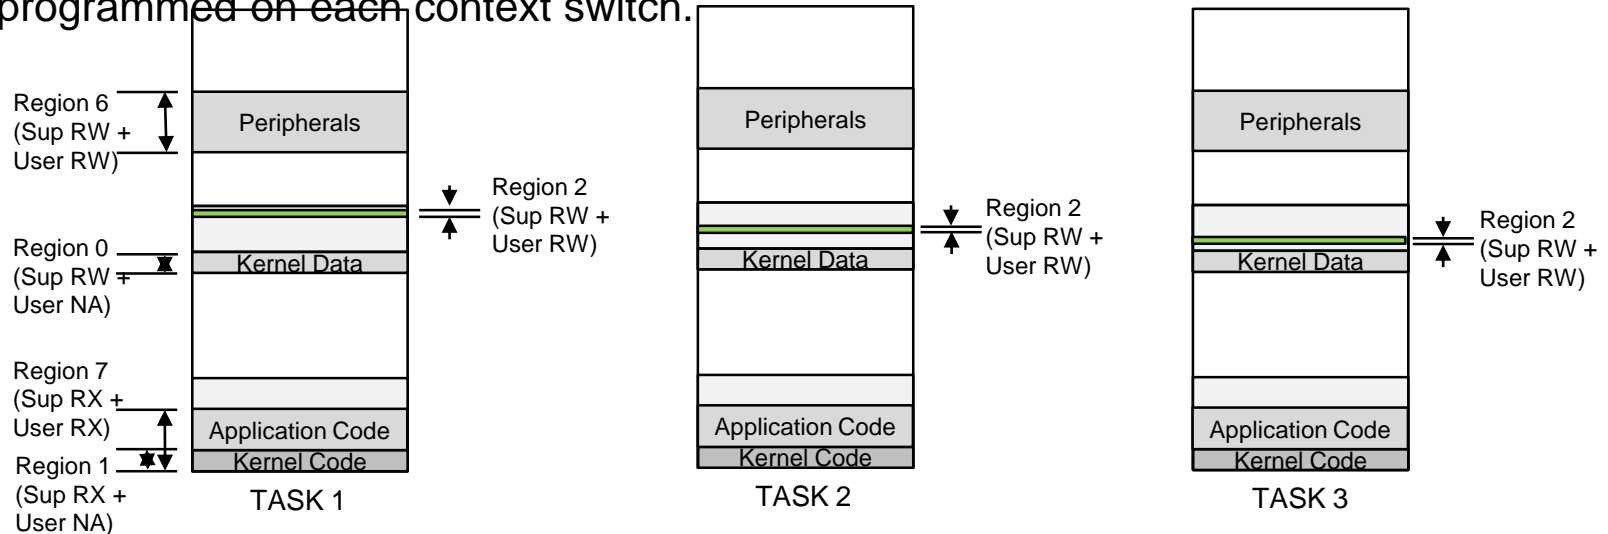 programmed on each context switch.
Region 6
(Sup RW +
User RW)
Region 0
(Sup RW +
User NA)
Region 7
(Sup RX +
User RX)
Region 1
(Sup RX +
User NA)
Peripherals
Kernel Data
Application Code
Kernel Code
TASK 1
Region 2
(Sup RW +
User RW)
Peripherals
Kernel Data
Application Code
Kernel Code
TASK 2
Region 2
(Sup RW +
User RW)
Peripherals
Kernel Data
Application Code
Kernel Code
TASK 3
Region 2
(Sup RW +
User RW)